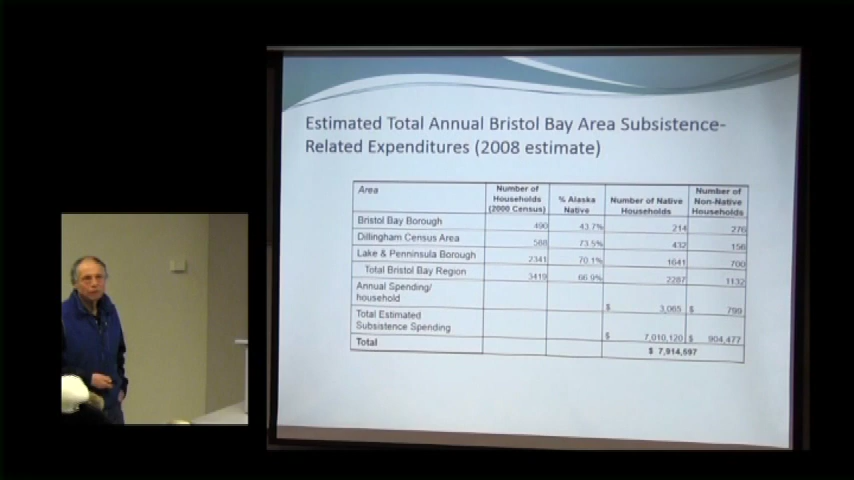 Estimated Total Annual Bristol Bay Area Subsistence-
Related Expenditures (2008 estimate)
Area | Number of Households (2000 Census) | % Alaska Native | Number of Native Households | Number of Non-Native Households
Bristol Bay Borough | 490 | 43.7% | 214 | 276
Dillingham Census Area | 588 | 73.5% | 432 | 156
Lake & Penninsula Borough | 2341 | 70.1% | 1641 | 700
Total Bristol Bay Region | 3419 | 66.9% | 2287 | 1132
Annual Spending/ household | $ 3,065 | $ 799
Total Estimated Subsistence Spending | $ 7,010,120 | $ 904,477
Total | $ 7,914,597